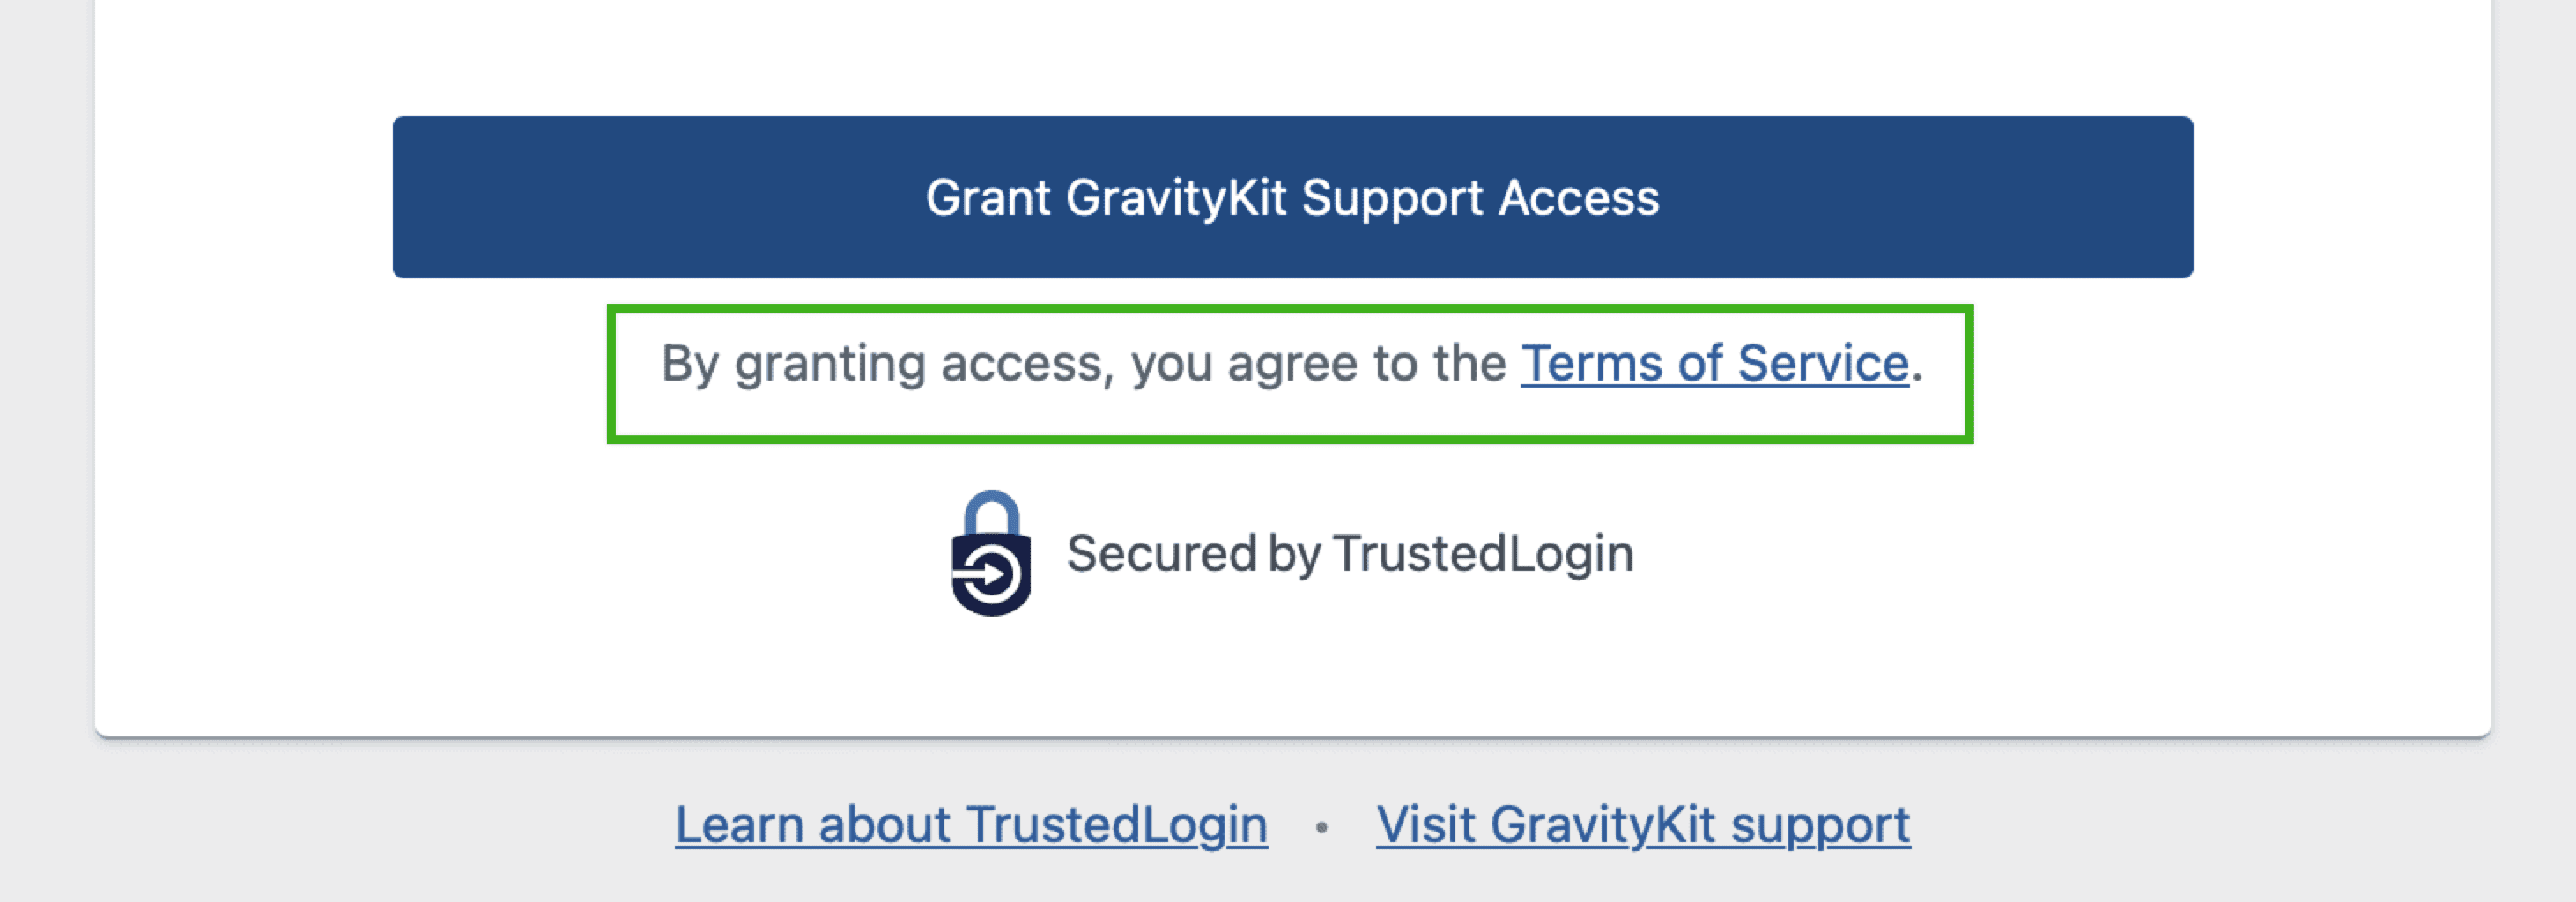 Grant GravityKit Support Access
By granting access, you agree to the Terms of Service.
Secured by TrustedLogin
Learn about TrustedLogin • Visit GravityKit support